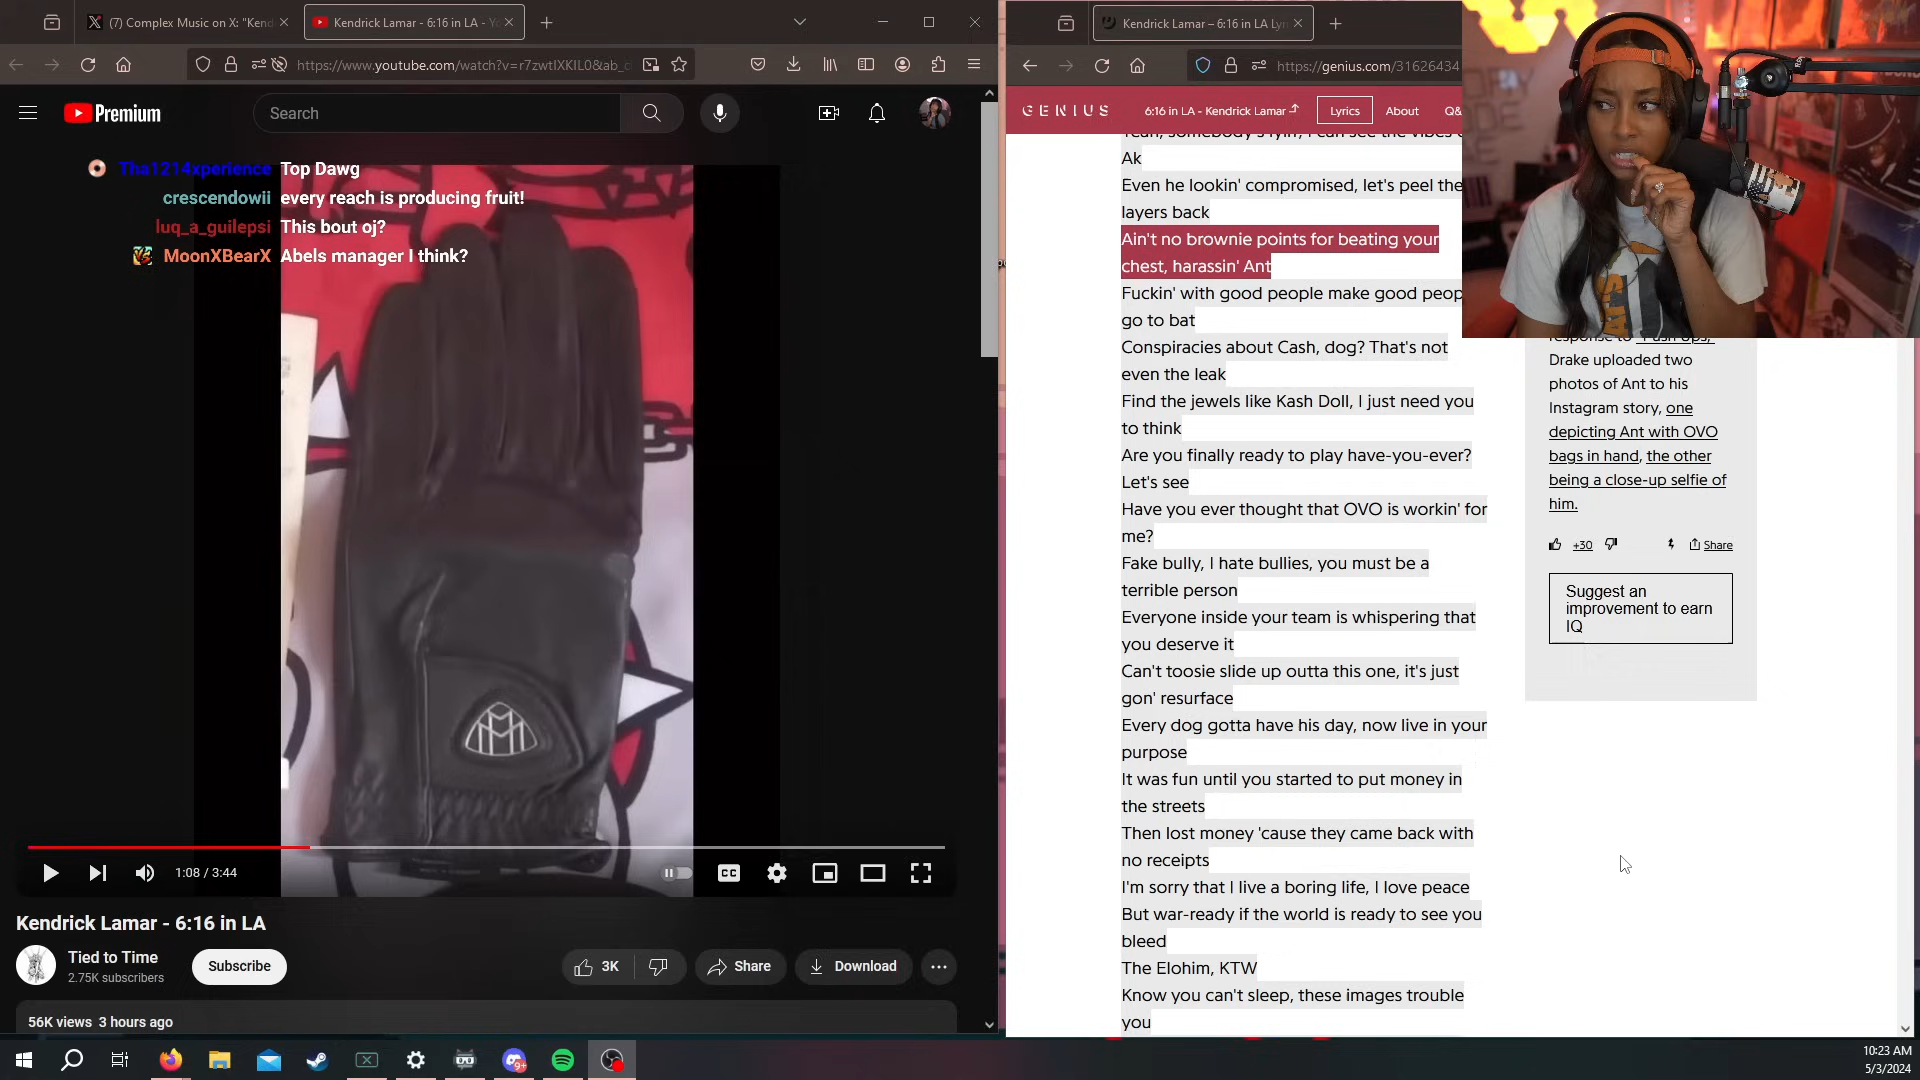 (7) Complex Music on X: "Kend
Kendrick Lamar - 6:16 in LA - Yo
https://www.youtube.com/watch?v=r7zwtIXKIL0&ab_c
Premium
Search
Tha1214xperience Top Dawg
crescendowii every reach is producing fruit!
luq_a_guilepsi This bout oj?
MoonXBearX Abels manager I think?
1:08 / 3:44
CC
Kendrick Lamar - 6:16 in LA
Tied to Time
2.75K subscribers
Subscribe
3K
Share
Download
56K views 3 hours ago
Kendrick Lamar – 6:16 in LA Lyri
https://genius.com/31626434
GENIUS
6:16 in LA - Kendrick Lamar
Lyrics
About
Q&
Ak
Even he lookin' compromised, let's peel the
layers back
Ain't no brownie points for beating your
chest, harassin' Ant
Fuckin' with good people make good peop
go to bat
Conspiracies about Cash, dog? That's not
even the leak
Find the jewels like Kash Doll, I just need you
to think
Are you finally ready to play have-you-ever?
Let's see
Have you ever thought that OVO is workin' for
me?
Fake bully, I hate bullies, you must be a
terrible person
Everyone inside your team is whispering that
you deserve it
Can't toosie slide up outta this one, it's just
gon' resurface
Every dog gotta have his day, now live in your
purpose
It was fun until you started to put money in
the streets
Then lost money 'cause they came back with
no receipts
I'm sorry that I live a boring life, I love peace
But war-ready if the world is ready to see you
bleed
The Elohim, KTW
Know you can't sleep, these images trouble
you
response to "Push Ups,"
Drake uploaded two
photos of Ant to his
Instagram story, one
depicting Ant with OVO
bags in hand, the other
being a close-up selfie of
him.
+30
Share
Suggest an
improvement to earn
IQ
9+
10:23 AM
5/3/2024